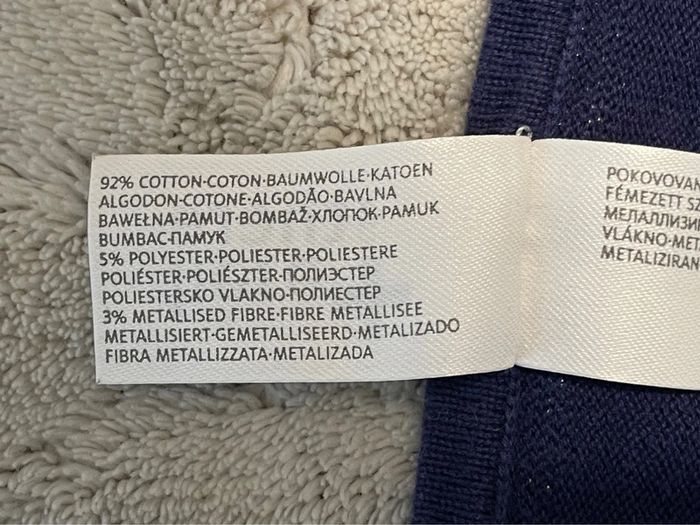 92% COTTON·COTON·BAUMWOLLE·KATOEN
ALGODON·COTONE·ALGODÃO·BAVLNA
BAWEŁNA·PAMUT·BOMBAŽ·ХЛОПОК·PAMUK
BUMBAC·ПАМУК
5% POLYESTER·POLIESTER·POLIESTERE
POLIÉSTER·POLIÉSZTER·ПОЛИЭСТЕР
POLIESTERSKO VLAKNO·ПОЛИЕСТЕР
3% METALLISED FIBRE·FIBRE METALLISEE
METALLISIERT·GEMETALLISEERD·METALIZADO
FIBRA METALLIZZATA·METALIZADA
POKOVOVAN
FÉMEZETT SZ
МЕЛАЛЛИЗИ
VLÁKNO·MET
METALIZIRAN